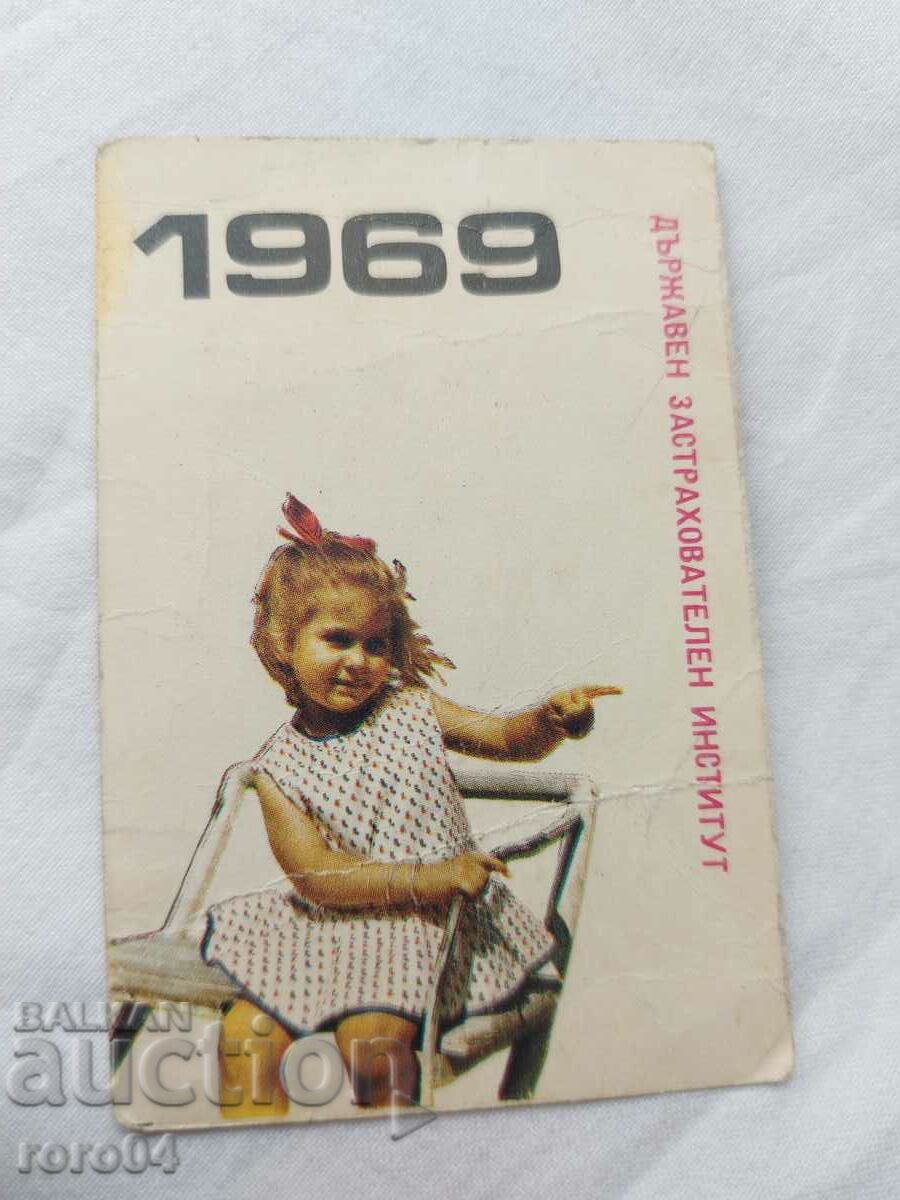 1969
ДЪРЖАВЕН ЗАСТРАХОВАТЕЛЕН ИНСТИТУТ
BALKAN
auction
roro04